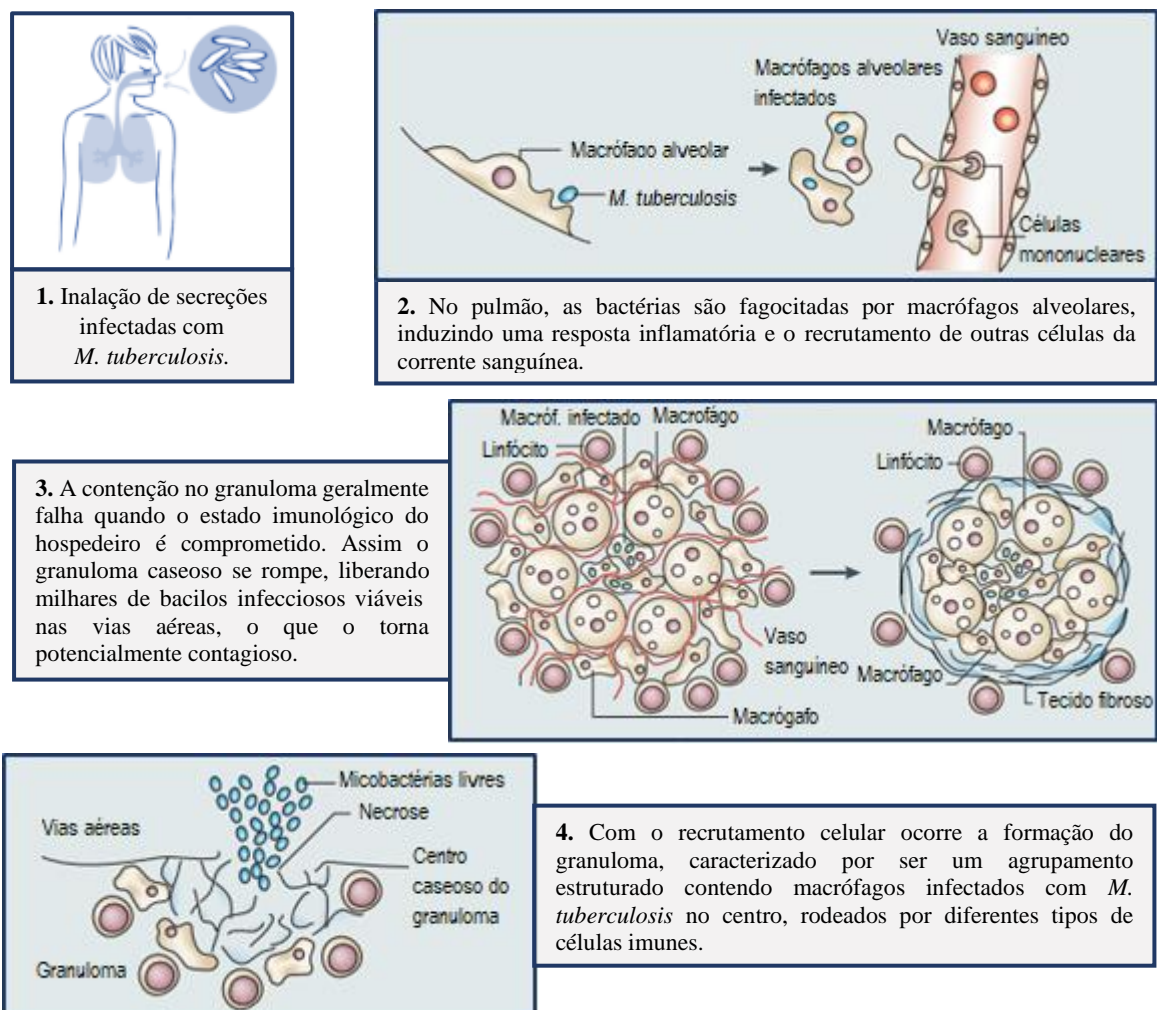 1. Inalação de secreções
infectadas com
M. tuberculosis.
Vaso sanguíneo
Macrófagos alveolares
infectados
Macrófago alveolar
M. tuberculosis
Células
mononucleares
2. No pulmão, as bactérias são fagocitadas por macrófagos alveolares,
induzindo uma resposta inflamatória e o recrutamento de outras células da
corrente sanguínea.
3. A contenção no granuloma geralmente
falha quando o estado imunológico do
hospedeiro é comprometido. Assim o
granuloma caseoso se rompe, liberando
milhares de bacilos infecciosos viáveis
nas vias aéreas, o que o torna
potencialmente contagioso.
Macróf. infectado
Macrofágo
Linfócito
Vaso
sanguíneo
Macrógafo
Macrófago
Linfócito
Macrófago
Tecido fibroso
Micobactérias livres
Necrose
Vias aéreas
Centro
caseoso do
granuloma
Granuloma
4. Com o recrutamento celular ocorre a formação do
granuloma, caracterizado por ser um agrupamento
estruturado contendo macrófagos infectados com M.
tuberculosis no centro, rodeados por diferentes tipos de
células imunes.